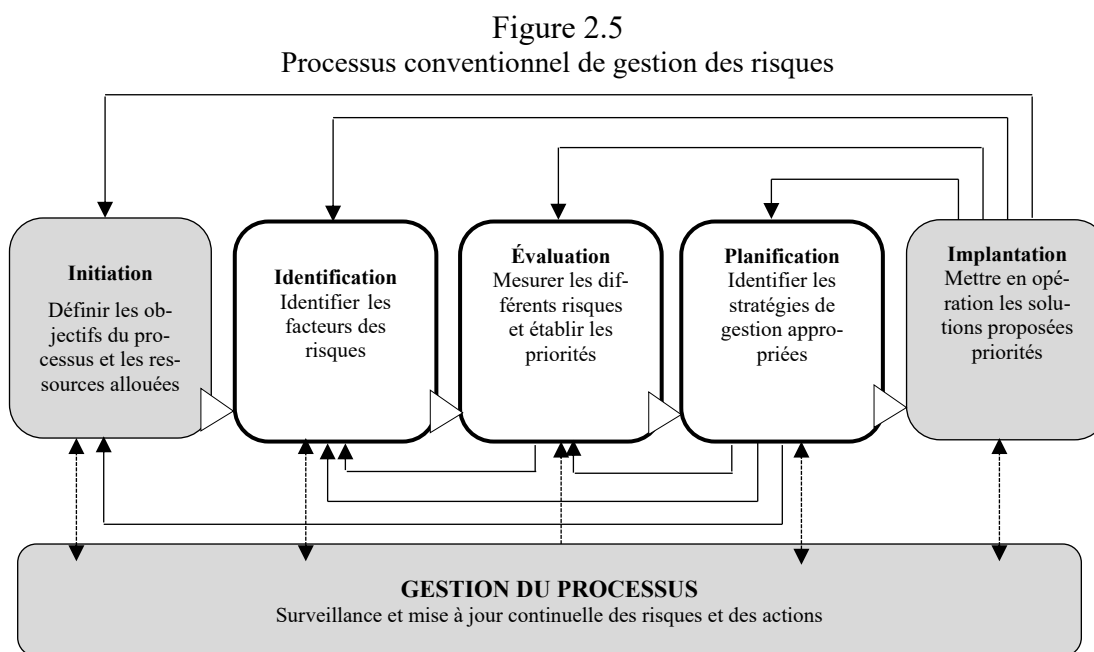 Figure 2.5
Processus conventionnel de gestion des risques
Initiation
Définir les ob-
jectifs du pro-
cessus et les res-
sources allouées
Identification
Identifier les
facteurs des
risques
Évaluation
Mesurer les dif-
férents risques
et établir les
priorités
Planification
Identifier les
stratégies de
gestion appro-
priées
Implantation
Mettre en opé-
ration les solu-
tions proposées
priorités
GESTION DU PROCESSUS
Surveillance et mise à jour continuelle des risques et des actions